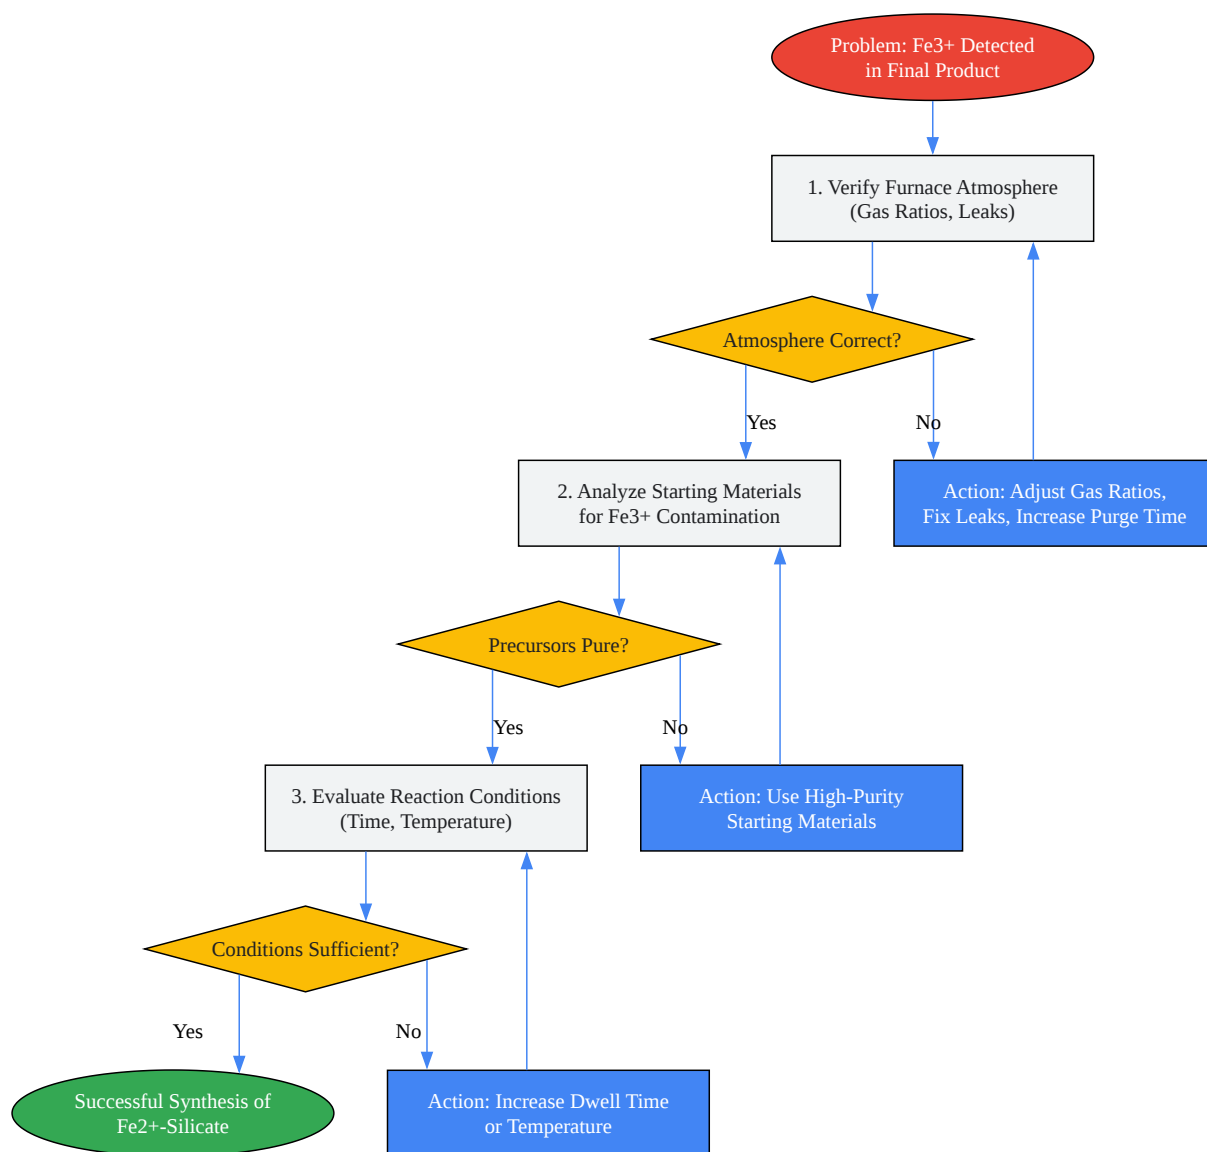 Problem: Fe3+ Detected
in Final Product
1. Verify Furnace Atmosphere
(Gas Ratios, Leaks)
Atmosphere Correct?
Yes
No
2. Analyze Starting Materials
for Fe3+ Contamination
Action: Adjust Gas Ratios,
Fix Leaks, Increase Purge Time
Precursors Pure?
Yes
No
3. Evaluate Reaction Conditions
(Time, Temperature)
Action: Use High-Purity
Starting Materials
Conditions Sufficient?
Yes
No
Successful Synthesis of
Fe2+-Silicate
Action: Increase Dwell Time
or Temperature